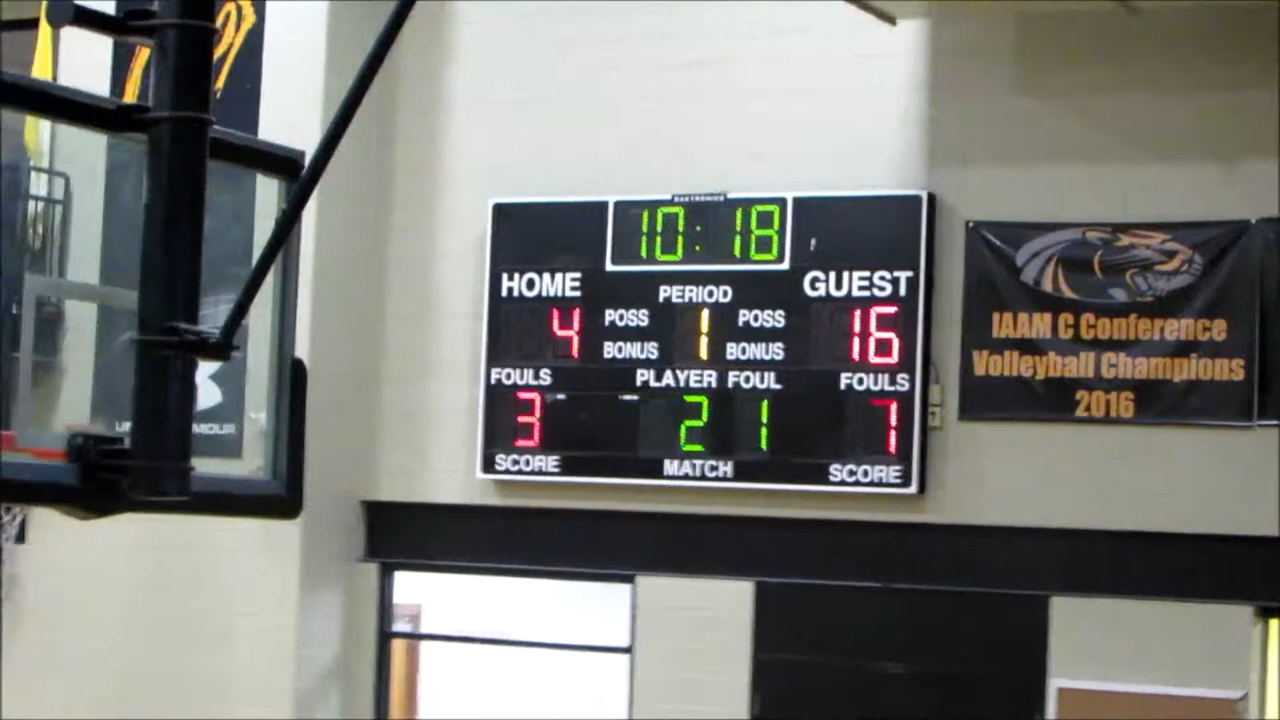 DAKTRONICS
10:18
HOME
PERIOD
GUEST
4
POSS
1
POSS
16
BONUS
BONUS
FOULS
PLAYER FOUL
FOULS
3
2 1
7
SCORE
MATCH
SCORE
IAAM C Conference
Volleyball Champions
2016